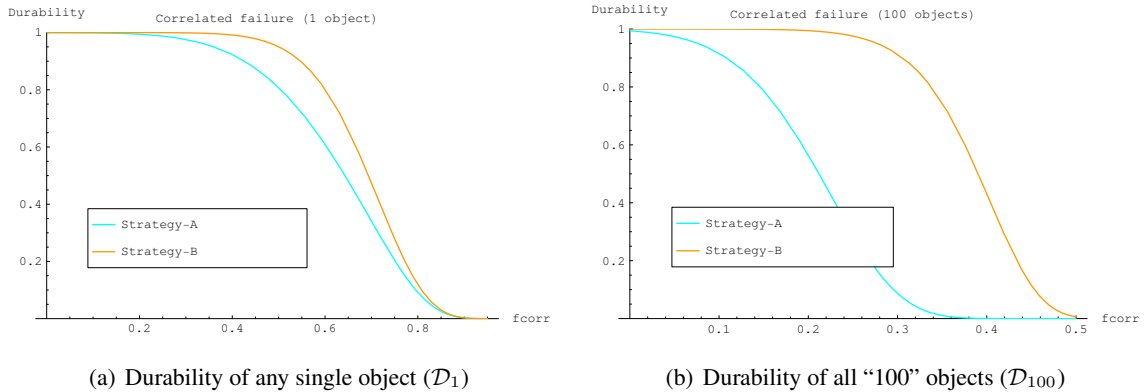 Durability
Correlated failure (1 object)
1
0.8
0.6
0.4
0.2
Strategy-A
Strategy-B
0.2 0.4 0.6 0.8
fcorr
(a) Durability of any single object (𝒟₁)
Durability
Correlated failure (100 objects)
1
0.8
0.6
0.4
0.2
Strategy-A
Strategy-B
0.1 0.2 0.3 0.4 0.5
fcorr
(b) Durability of all “100” objects (𝒟₁₀₀)